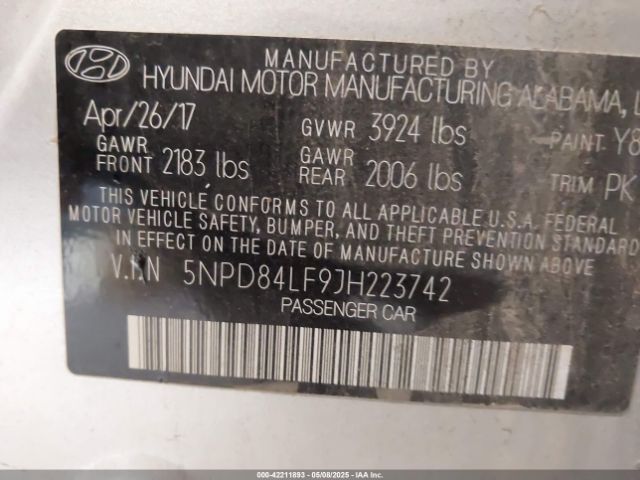 MANUFACTURED BY
HYUNDAI MOTOR MANUFACTURING ALABAMA,
Apr/26/17 GVWR 3924 lbs PAINT Y8
GAWR FRONT 2183 lbs GAWR REAR 2006 lbs TRIM PK
THIS VEHICLE CONFORMS TO ALL APPLICABLE U.S.A. FEDERAL
MOTOR VEHICLE SAFETY, BUMPER, AND THEFT PREVENTION STANDARD
IN EFFECT ON THE DATE OF MANUFACTURE SHOWN ABOVE.
V.I.N 5NPD84LF9JH223742
PASSENGER CAR
000-42211893 - 05/08/2025 - IAA Inc.